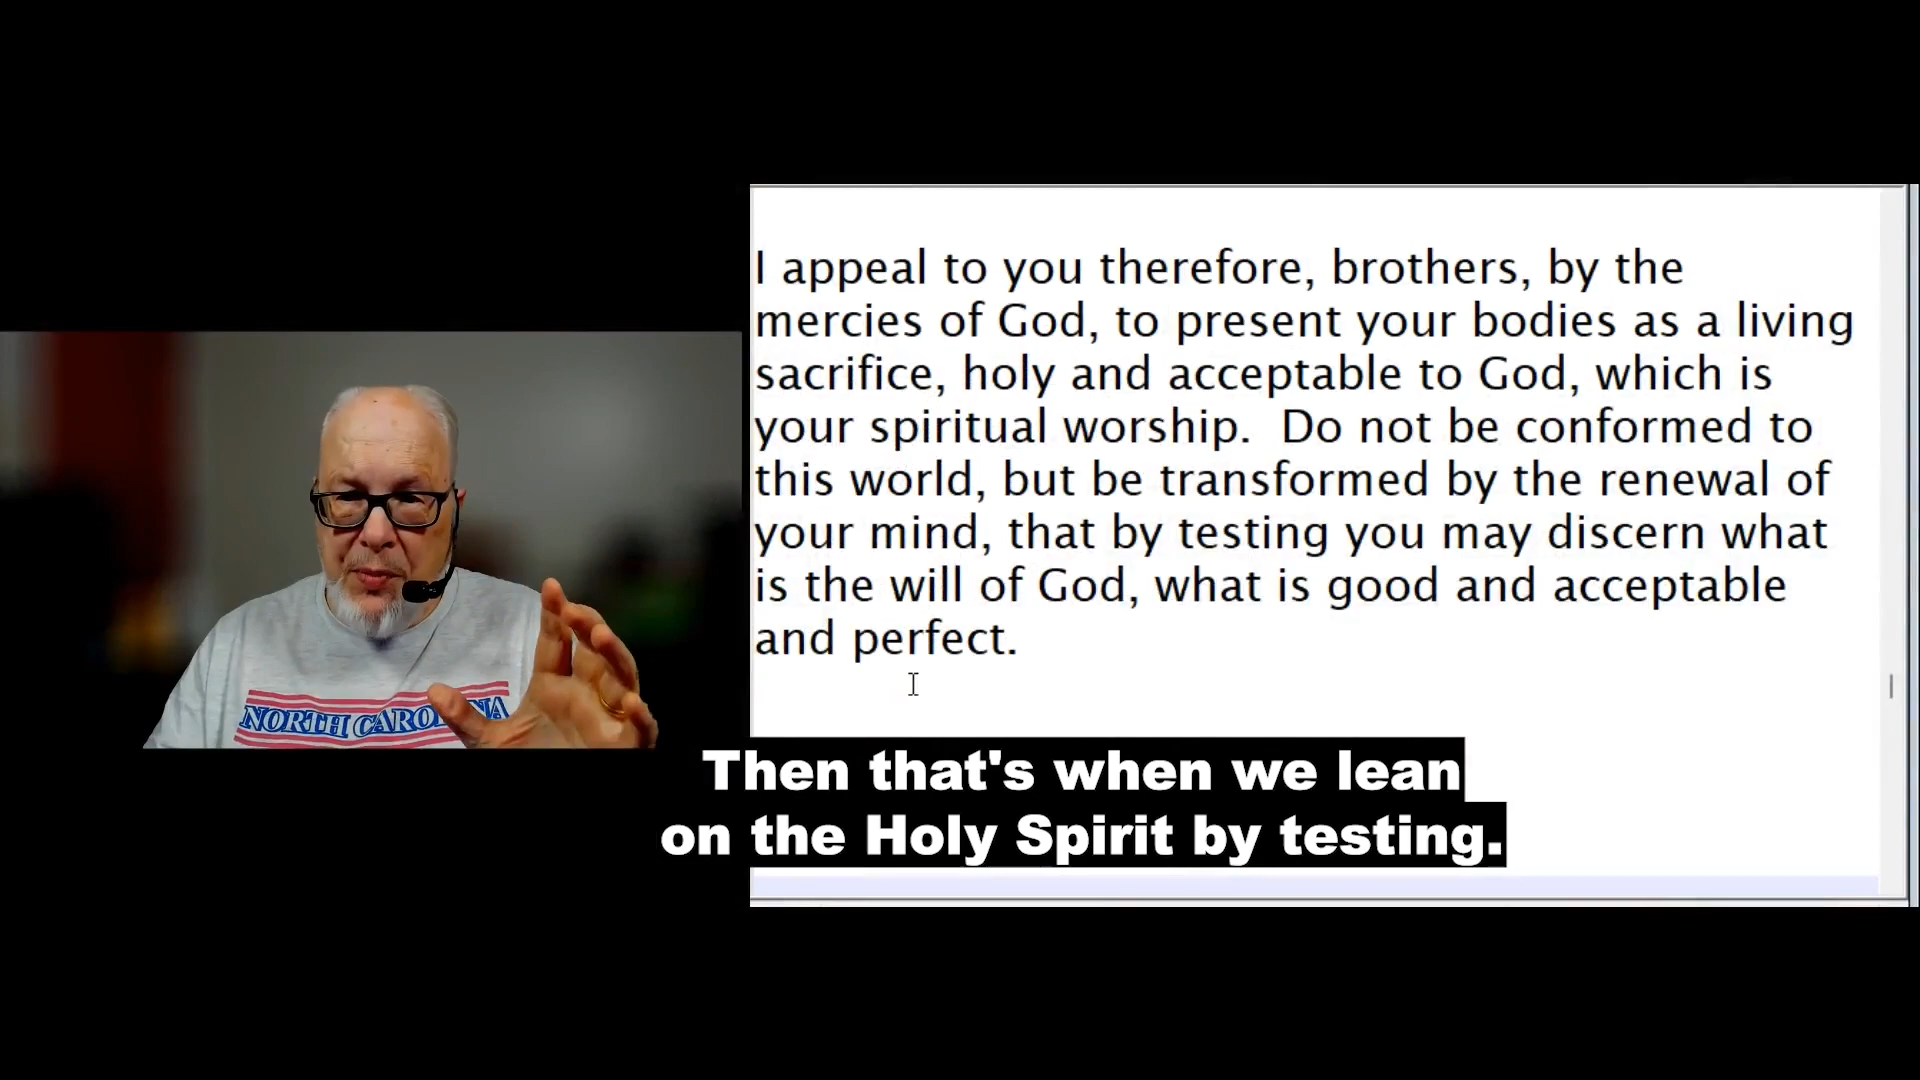 I appeal to you therefore, brothers, by the
mercies of God, to present your bodies as a living
sacrifice, holy and acceptable to God, which is
your spiritual worship.  Do not be conformed to
this world, but be transformed by the renewal of
your mind, that by testing you may discern what
is the will of God, what is good and acceptable
and perfect.
NORTH CAROLINA
Then that's when we lean
on the Holy Spirit by testing.